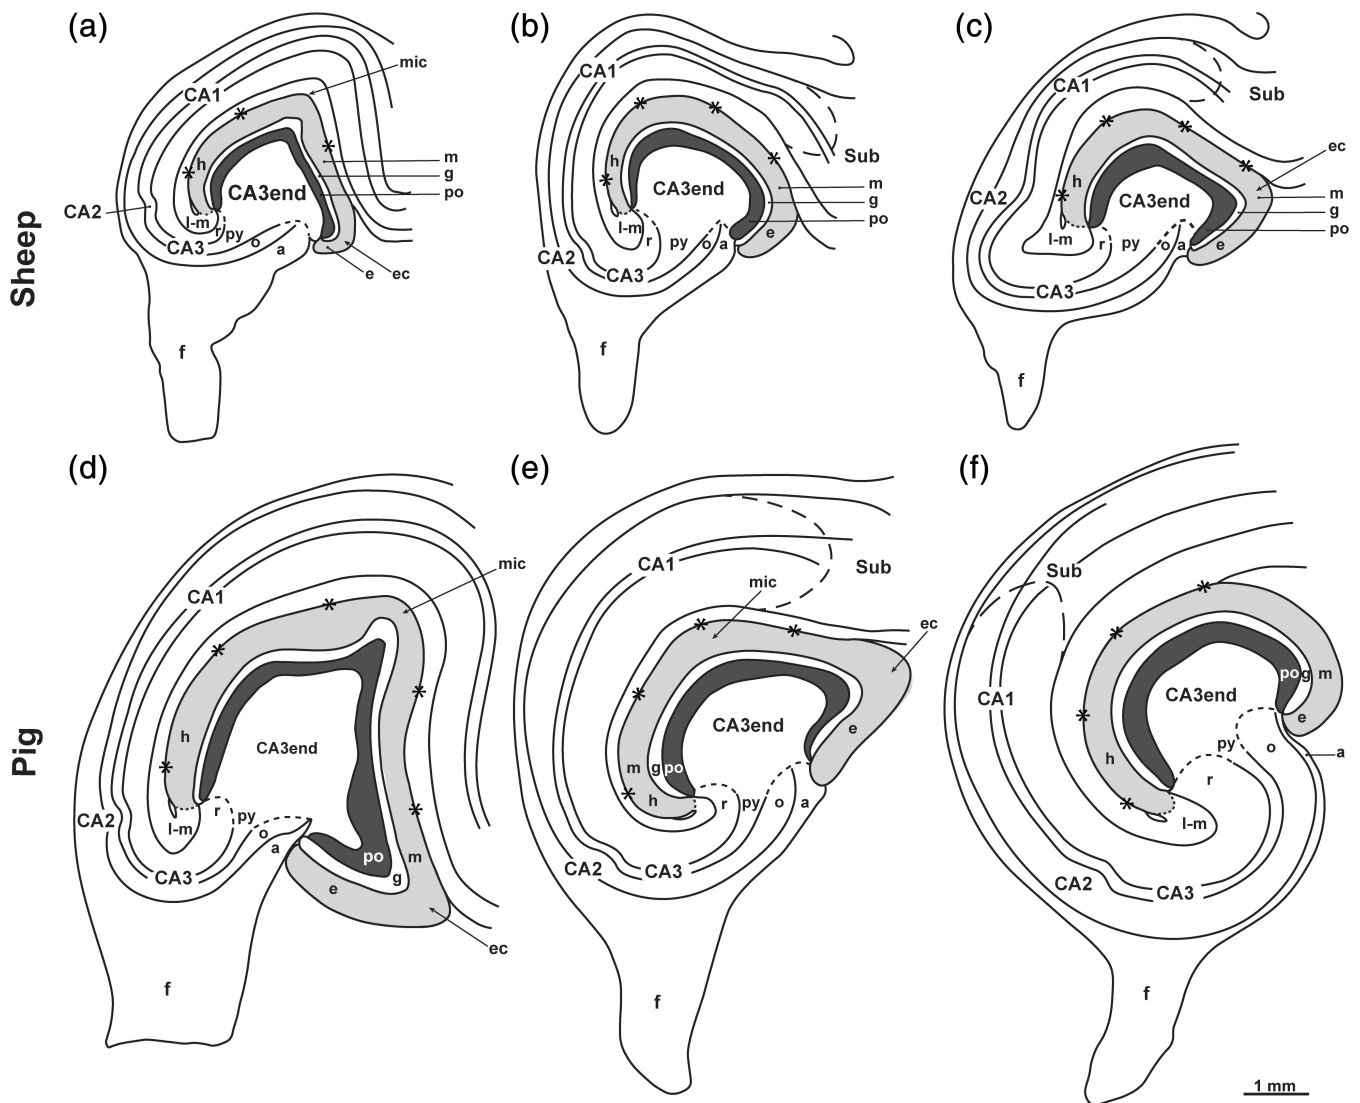 (a)
(b)
(c)
Sheep
CA1
mic
h
m
g
po
CA3end
CA2
l-m
r
py
CA3
o
a
e
ec
f
CA1
Sub
h
CA3end
m
g
po
l-m
r
py
o
a
e
CA2
CA3
f
CA1
Sub
ec
h
m
CA2
CA3end
g
po
l-m
r
py
o
a
e
CA3
f
(d)
(e)
(f)
Pig
mic
CA1
h
CA3end
r
py
CA2
l-m
o
a
po
m
CA3
g
e
ec
f
CA1
Sub
mic
ec
CA3end
e
m
g
po
h
r
py
o
a
CA2
CA3
f
Sub
po
g
m
CA1
CA3end
e
py
o
a
h
r
l-m
CA2
CA3
f
1 mm